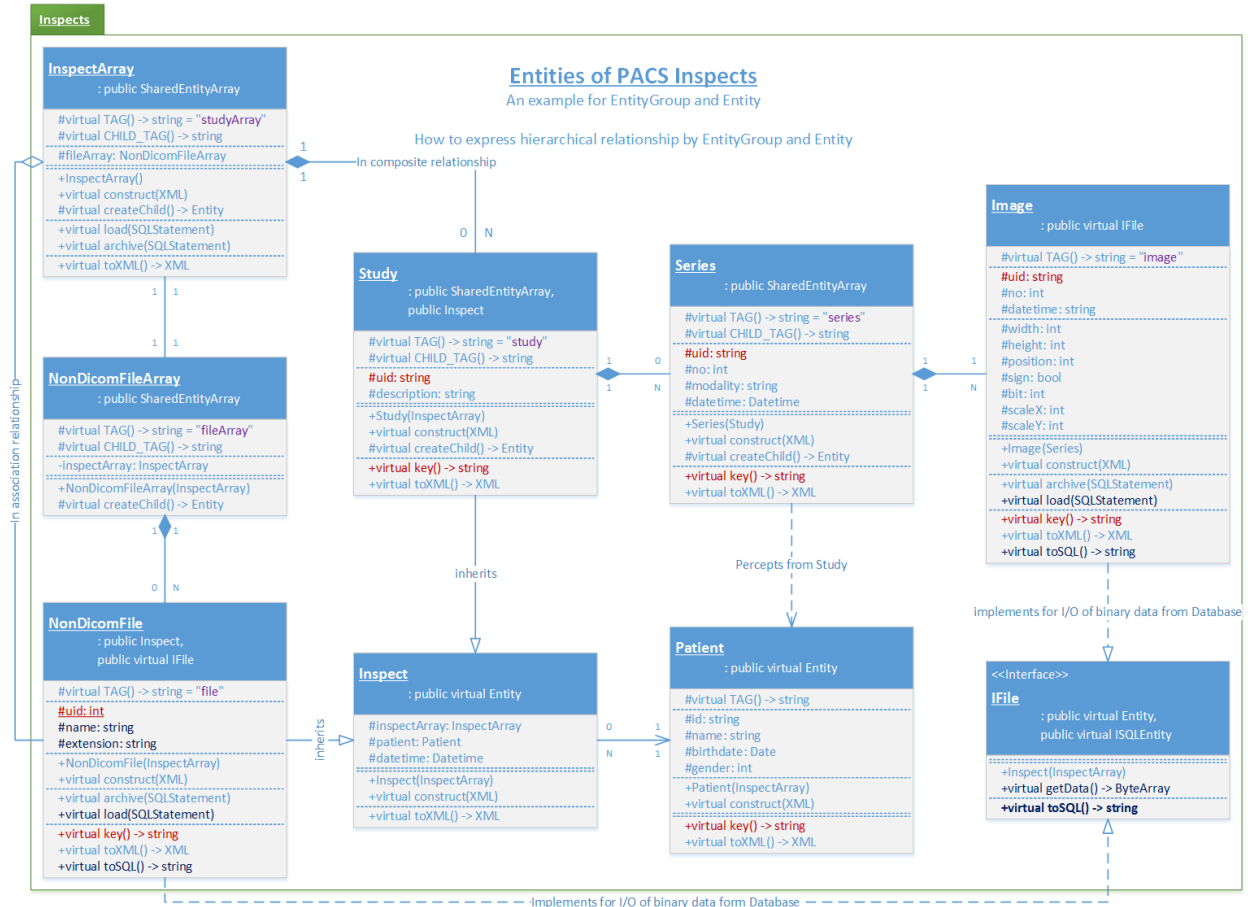 Inspects
Entities of PACS Inspects
An example for EntityGroup and Entity
How to express hierarchical relationship by EntityGroup and Entity
InspectArray
: public SharedEntityArray
#virtual TAG() -> string = "studyArray"
#virtual CHILD_TAG() -> string
#fileArray: NonDicomFileArray
+InspectArray()
+virtual construct(XML)
#virtual createChild() -> Entity
+virtual load(SQLStatement)
+virtual archive(SQLStatement)
+virtual toXML() -> XML
1
1
In composite relationship
0 N
1 1
1 1
In association relationship
NonDicomFileArray
: public SharedEntityArray
#virtual TAG() -> string = "fileArray"
#virtual CHILD_TAG() -> string
-inspectArray: InspectArray
+NonDicomFileArray(InspectArray)
#virtual createChild() -> Entity
1 1
0 N
NonDicomFile
: public Inspect,
public virtual IFile
#virtual TAG() -> string = "file"
#uid: int
#name: string
#extension: string
+NonDicomFile(InspectArray)
+virtual construct(XML)
+virtual archive(SQLStatement)
+virtual load(SQLStatement)
+virtual key() -> string
+virtual toXML() -> XML
+virtual toSQL() -> string
Study
: public SharedEntityArray,
public Inspect
#virtual TAG() -> string = "study"
#virtual CHILD_TAG() -> string
#uid: string
#description: string
+Study(InspectArray)
+virtual construct(XML)
#virtual createChild() -> Entity
+virtual key() -> string
+virtual toXML() -> XML
1 0
1 N
inherits
inherits
Inspect
: public virtual Entity
#inspectArray: InspectArray
#patient: Patient
#datetime: Datetime
+Inspect(InspectArray)
+virtual construct(XML)
+virtual toXML() -> XML
0 1
N 1
Series
: public SharedEntityArray
#virtual TAG() -> string = "series"
#virtual CHILD_TAG() -> string
#uid: string
#no: int
#modality: string
#datetime: Datetime
+Series(Study)
+virtual construct(XML)
#virtual createChild() -> Entity
+virtual key() -> string
+virtual toXML() -> XML
1 1
1 N
Percepts from Study
Patient
: public virtual Entity
#virtual TAG() -> string
#id: string
#name: string
#birthdate: Date
#gender: int
+Patient(InspectArray)
+virtual construct(XML)
+virtual key() -> string
+virtual toXML() -> XML
Image
: public virtual IFile
#virtual TAG() -> string = "image"
#uid: string
#no: int
#datetime: string
#width: int
#height: int
#position: int
#sign: bool
#bit: int
#scaleX: int
#scaleY: int
+Image(Series)
+virtual construct(XML)
+virtual archive(SQLStatement)
+virtual load(SQLStatement)
+virtual key() -> string
+virtual toXML() -> XML
+virtual toSQL() -> string
implements for I/O of binary data from Database
<<Interface>>
IFile
: public virtual Entity,
public virtual ISQLEntity
+Inspect(InspectArray)
+virtual getData() -> ByteArray
+virtual toSQL() -> string
Implements for I/O of binary data form Database